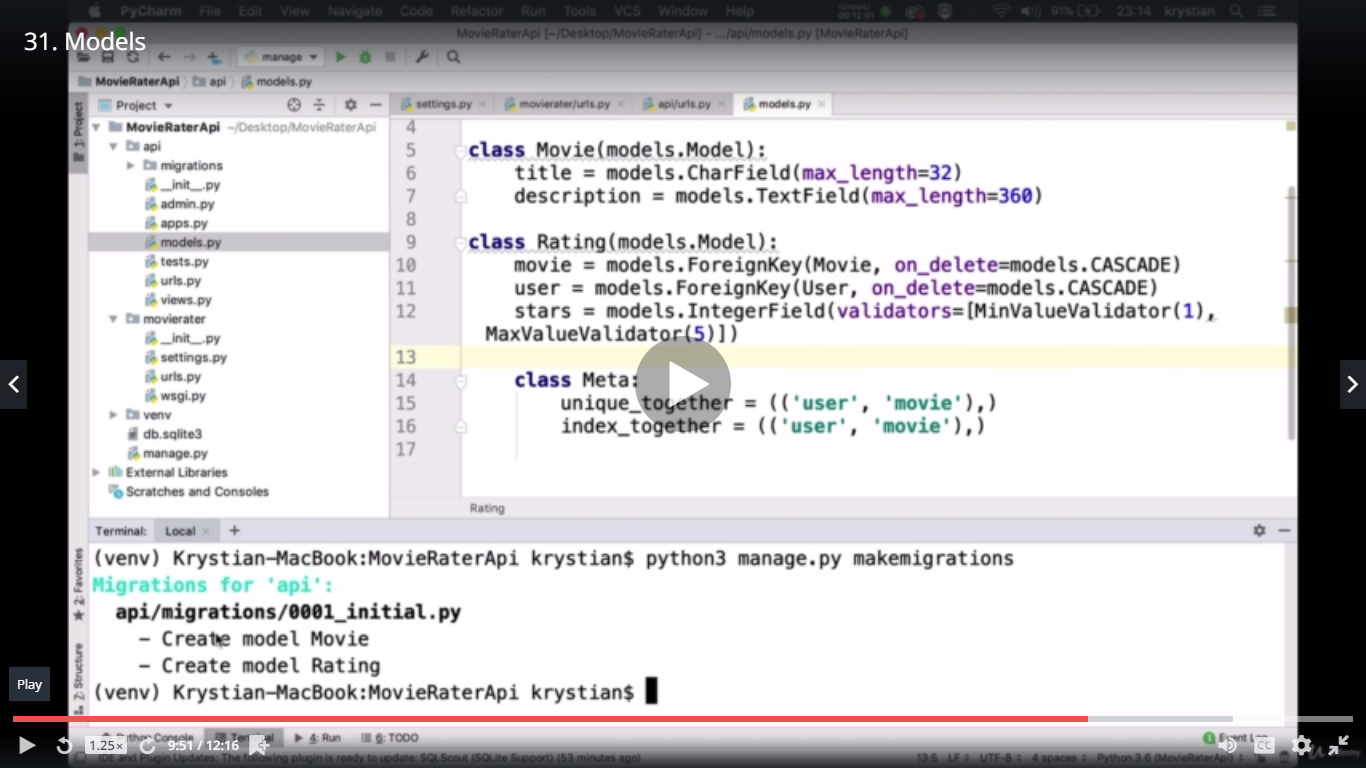 PyCharm File Edit View Navigate Code Refactor Run Tools VCS Window Help 00:12:01 91% 23:14 krystian
MovieRaterApi [~/Desktop/MovieRaterApi] - .../api/models.py [MovieRaterApi]
31. Models
manage
MovieRaterApi api models.py
1: Project
Project
settings.py movierater/urls.py api/urls.py models.py
MovieRaterApi ~/Desktop/MovieRaterApi
api
migrations
__init__.py
admin.py
apps.py
models.py
tests.py
urls.py
views.py
movierater
__init__.py
settings.py
urls.py
wsgi.py
venv
db.sqlite3
manage.py
External Libraries
Scratches and Consoles
4
5 class Movie(models.Model):
6 title = models.CharField(max_length=32)
7 description = models.TextField(max_length=360)
8
9 class Rating(models.Model):
10 movie = models.ForeignKey(Movie, on_delete=models.CASCADE)
11 user = models.ForeignKey(User, on_delete=models.CASCADE)
12 stars = models.IntegerField(validators=[MinValueValidator(1),
MaxValueValidator(5)])
13
14 class Meta:
15 unique_together = (('user', 'movie'),)
16 index_together = (('user', 'movie'),)
17
Rating
Terminal: Local +
2: Favorites
7: Structure
(venv) Krystian-MacBook:MovieRaterApi krystian$ python3 manage.py makemigrations
Migrations for 'api':
api/migrations/0001_initial.py
- Create model Movie
- Create model Rating
(venv) Krystian-MacBook:MovieRaterApi krystian$
Play
Python Console Terminal 4: Run 6: TODO Event Log
1.25x 9:51 / 12:16 CC
IDE and Plugin Updates: The following plugin is ready to update: SQLScout (SQLite Support) (53 minutes ago) 13:5 LF UTF-8 4 spaces Python 3.6 (MovieRaterApi)